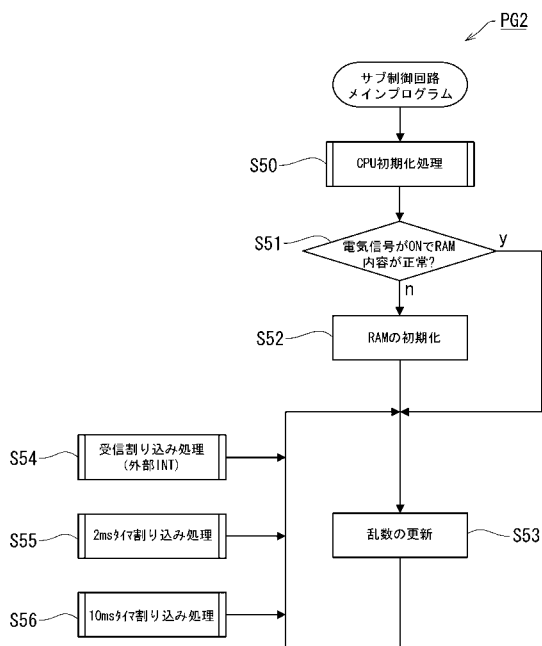 PG2
サブ制御回路
メインプログラム
S50
CPU初期化処理
S51
電気信号がONでRAM
内容が正常?
y
n
S52
RAMの初期化
S54
受信割り込み処理
(外部INT)
S55
2msタイマ割り込み処理
乱数の更新
S53
S56
10msタイマ割り込み処理